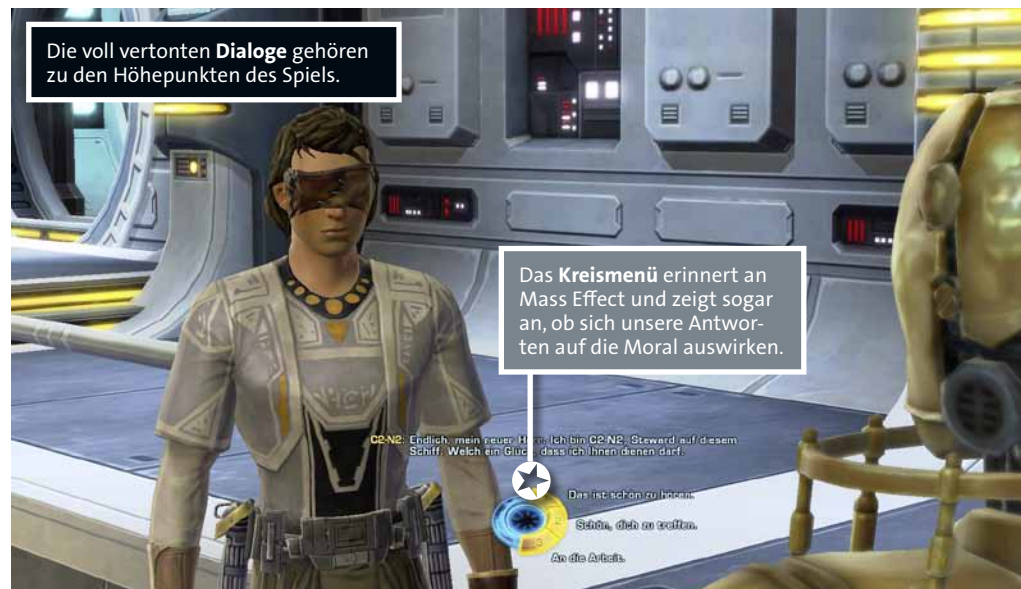 Die voll vertonten Dialoge gehören
zu den Höhepunkten des Spiels.
Das Kreismenü erinnert an
Mass Effect und zeigt sogar
an, ob sich unsere Antwor-
ten auf die Moral auswirken.
C2-N2: Endlich, mein neuer Herr. Ich bin C2-N2, Steward auf diesem
Schiff. Welch ein Glück, dass ich Ihnen dienen darf.
Das ist schön zu hören.
Schön, dich zu treffen.
An die Arbeit.